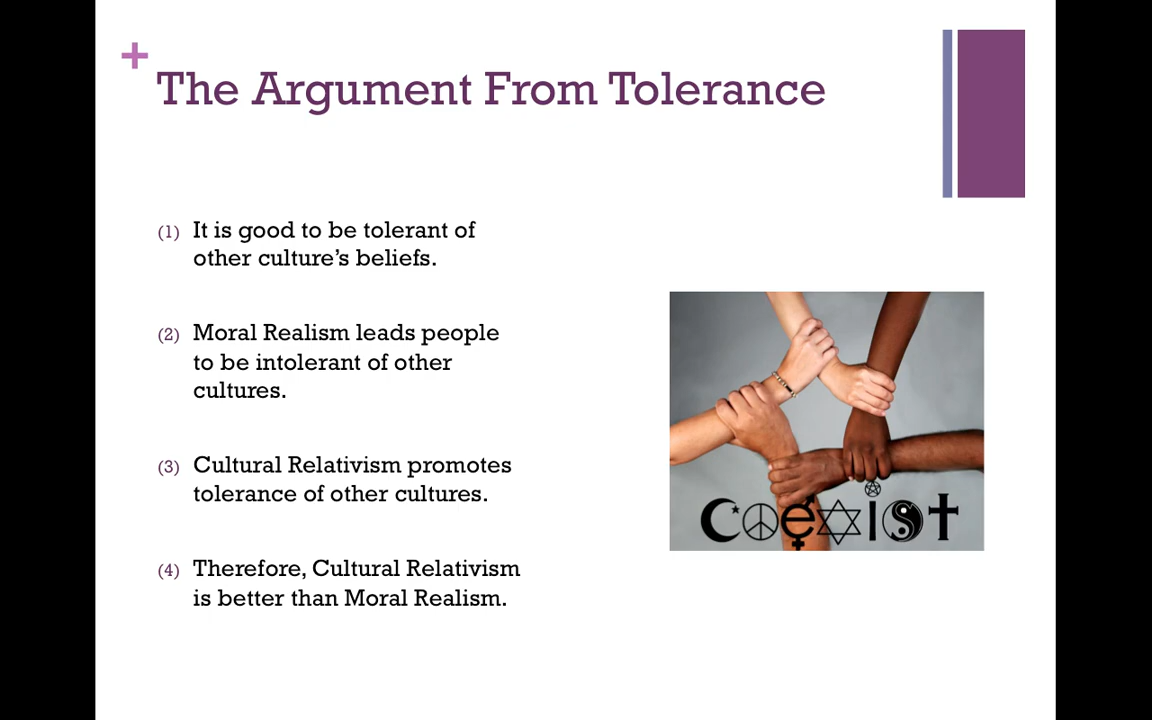 +
The Argument From Tolerance
(1) It is good to be tolerant of
other culture's beliefs.
(2) Moral Realism leads people
to be intolerant of other
cultures.
(3) Cultural Relativism promotes
tolerance of other cultures.
(4) Therefore, Cultural Relativism
is better than Moral Realism.
coexist